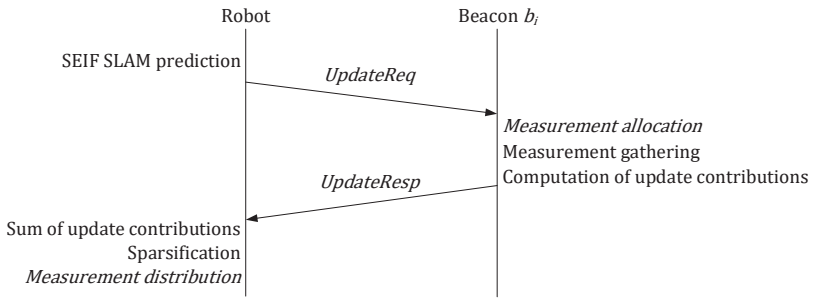 Robot
Beacon bi
SEIF SLAM prediction
UpdateReq
Measurement allocation
Measurement gathering
Computation of update contributions
UpdateResp
Sum of update contributions
Sparsification
Measurement distribution